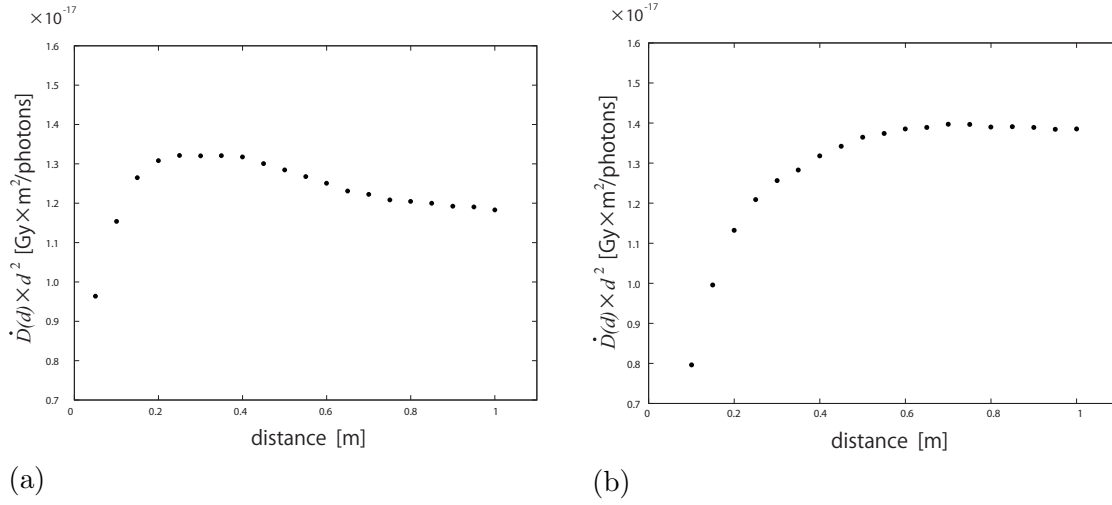 ×10⁻¹⁷
1.6
1.5
1.4
1.3
1.2
1.1
1.0
0.9
0.8
0.7
0 0.2 0.4 0.6 0.8 1
distance [m]
Ḋ(d)×d² [Gy×m²/photons]
(a)
×10⁻¹⁷
1.6
1.5
1.4
1.3
1.2
1.1
1.0
0.9
0.8
0.7
0 0.2 0.4 0.6 0.8 1
distance [m]
Ḋ(d)×d² [Gy×m²/photons]
(b)